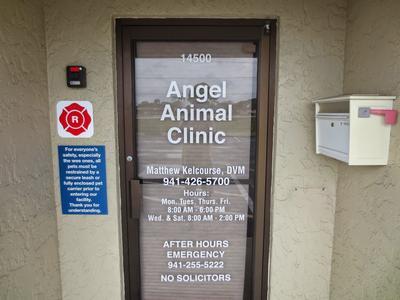 14500
Angel
Animal
Clinic
Matthew Kelcourse, DVM
941-426-5700
Hours:
Mon. Tues. Thurs. Fri.
8:00 AM - 6:00 PM
Wed. & Sat. 8:00 AM - 2:00 PM
AFTER HOURS
EMERGENCY
941-255-5222
NO SOLICITORS
R
For everyone's
safety, especially
the wee ones, all
pets must be
restrained by a
secure leash or
fully enclosed pet
carrier prior to
entering our
facility.
Thank you for
understanding.